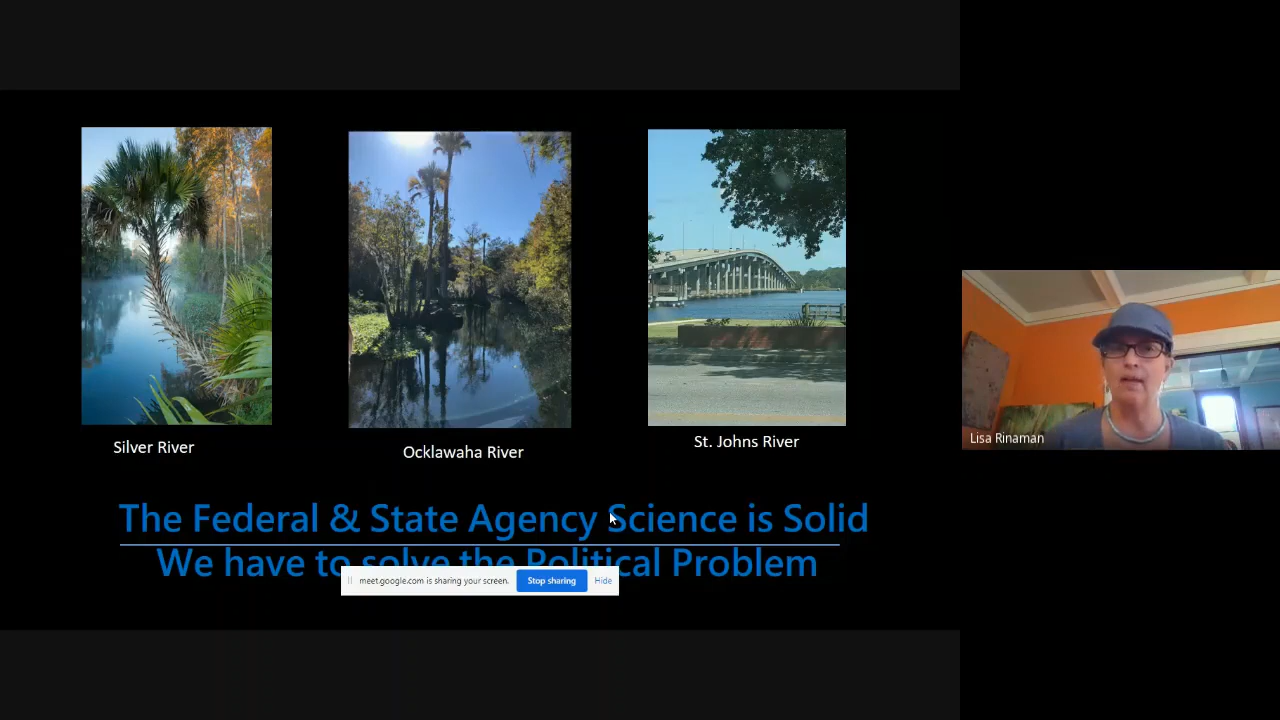 Silver River
Ocklawaha River
St. Johns River
The Federal & State Agency Science is Solid
We have to solve the Political Problem
meet.google.com is sharing your screen. Stop sharing Hide
Lisa Rinaman